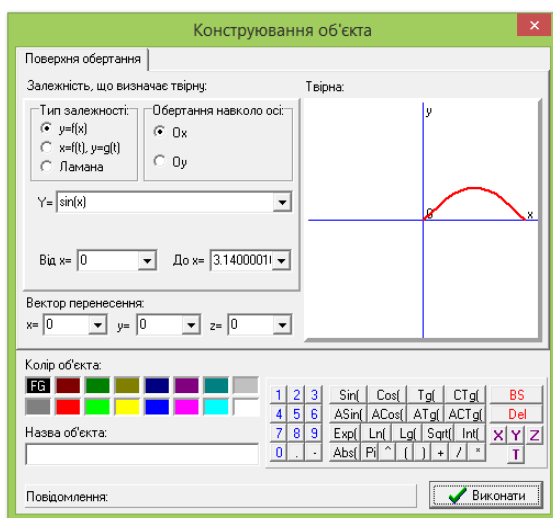 Конструювання об'єкта
×
Поверхня обертання
Залежність, що визначає твірну:
Твірна:
Тип залежності:
y=f(x)
x=f(t), y=g(t)
Ламана
Обертання навколо осі:
Ox
Oy
Y= sin(x)
Від x= 0 До x= 3.1400001
y
0
x
Вектор перенесення:
x= 0 y= 0 z= 0
Колір об'єкта:
FG
Назва об'єкта:
1 2 3 Sin( Cos( Tg( CTg( BS
4 5 6 ASin( ACos( ATg( ACTg( Del
7 8 9 Exp( Ln( Lg( Sqrt( Int( X Y Z
0 . - Abs( Pi ^ ( ) + / * T
Повідомлення:
Виконати